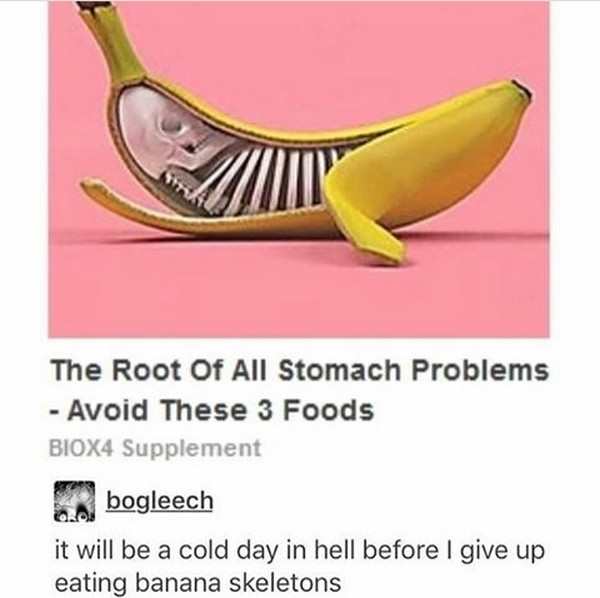 The Root Of All Stomach Problems
- Avoid These 3 Foods
BIOX4 Supplement
bogleech
it will be a cold day in hell before I give up
eating banana skeletons